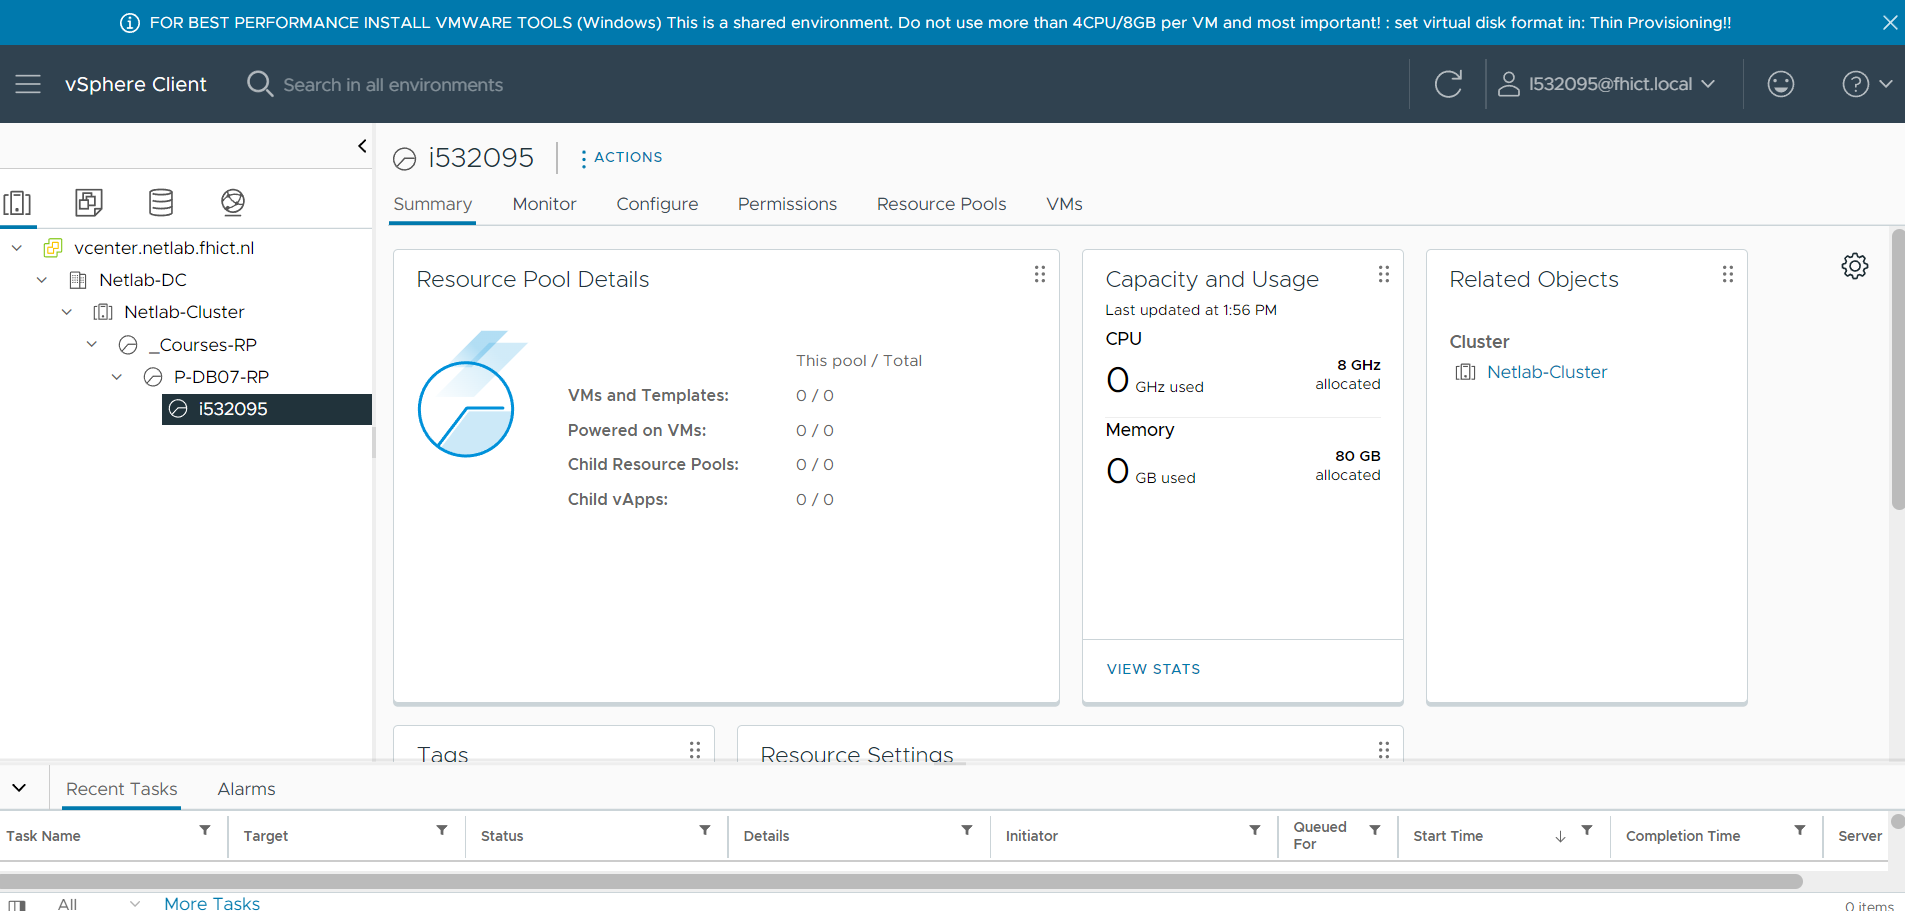 FOR BEST PERFORMANCE INSTALL VMWARE TOOLS (Windows) This is a shared environment. Do not use more than 4CPU/8GB per VM and most important! : set virtual disk format in: Thin Provisioning!!
vSphere Client
Search in all environments
I532095@fhict.local
i532095
ACTIONS
Summary Monitor Configure Permissions Resource Pools VMs
vcenter.netlab.fhict.nl
Netlab-DC
Netlab-Cluster
_Courses-RP
P-DB07-RP
i532095
Resource Pool Details
This pool / Total
VMs and Templates: 0 / 0
Powered on VMs: 0 / 0
Child Resource Pools: 0 / 0
Child vApps: 0 / 0
Capacity and Usage
Last updated at 1:56 PM
CPU
0 GHz used
8 GHz
allocated
Memory
0 GB used
80 GB
allocated
VIEW STATS
Related Objects
Cluster
Netlab-Cluster
Tags
Resource Settings
Recent Tasks Alarms
Task Name Target Status Details Initiator Queued For Start Time Completion Time Server
All More Tasks 0 items